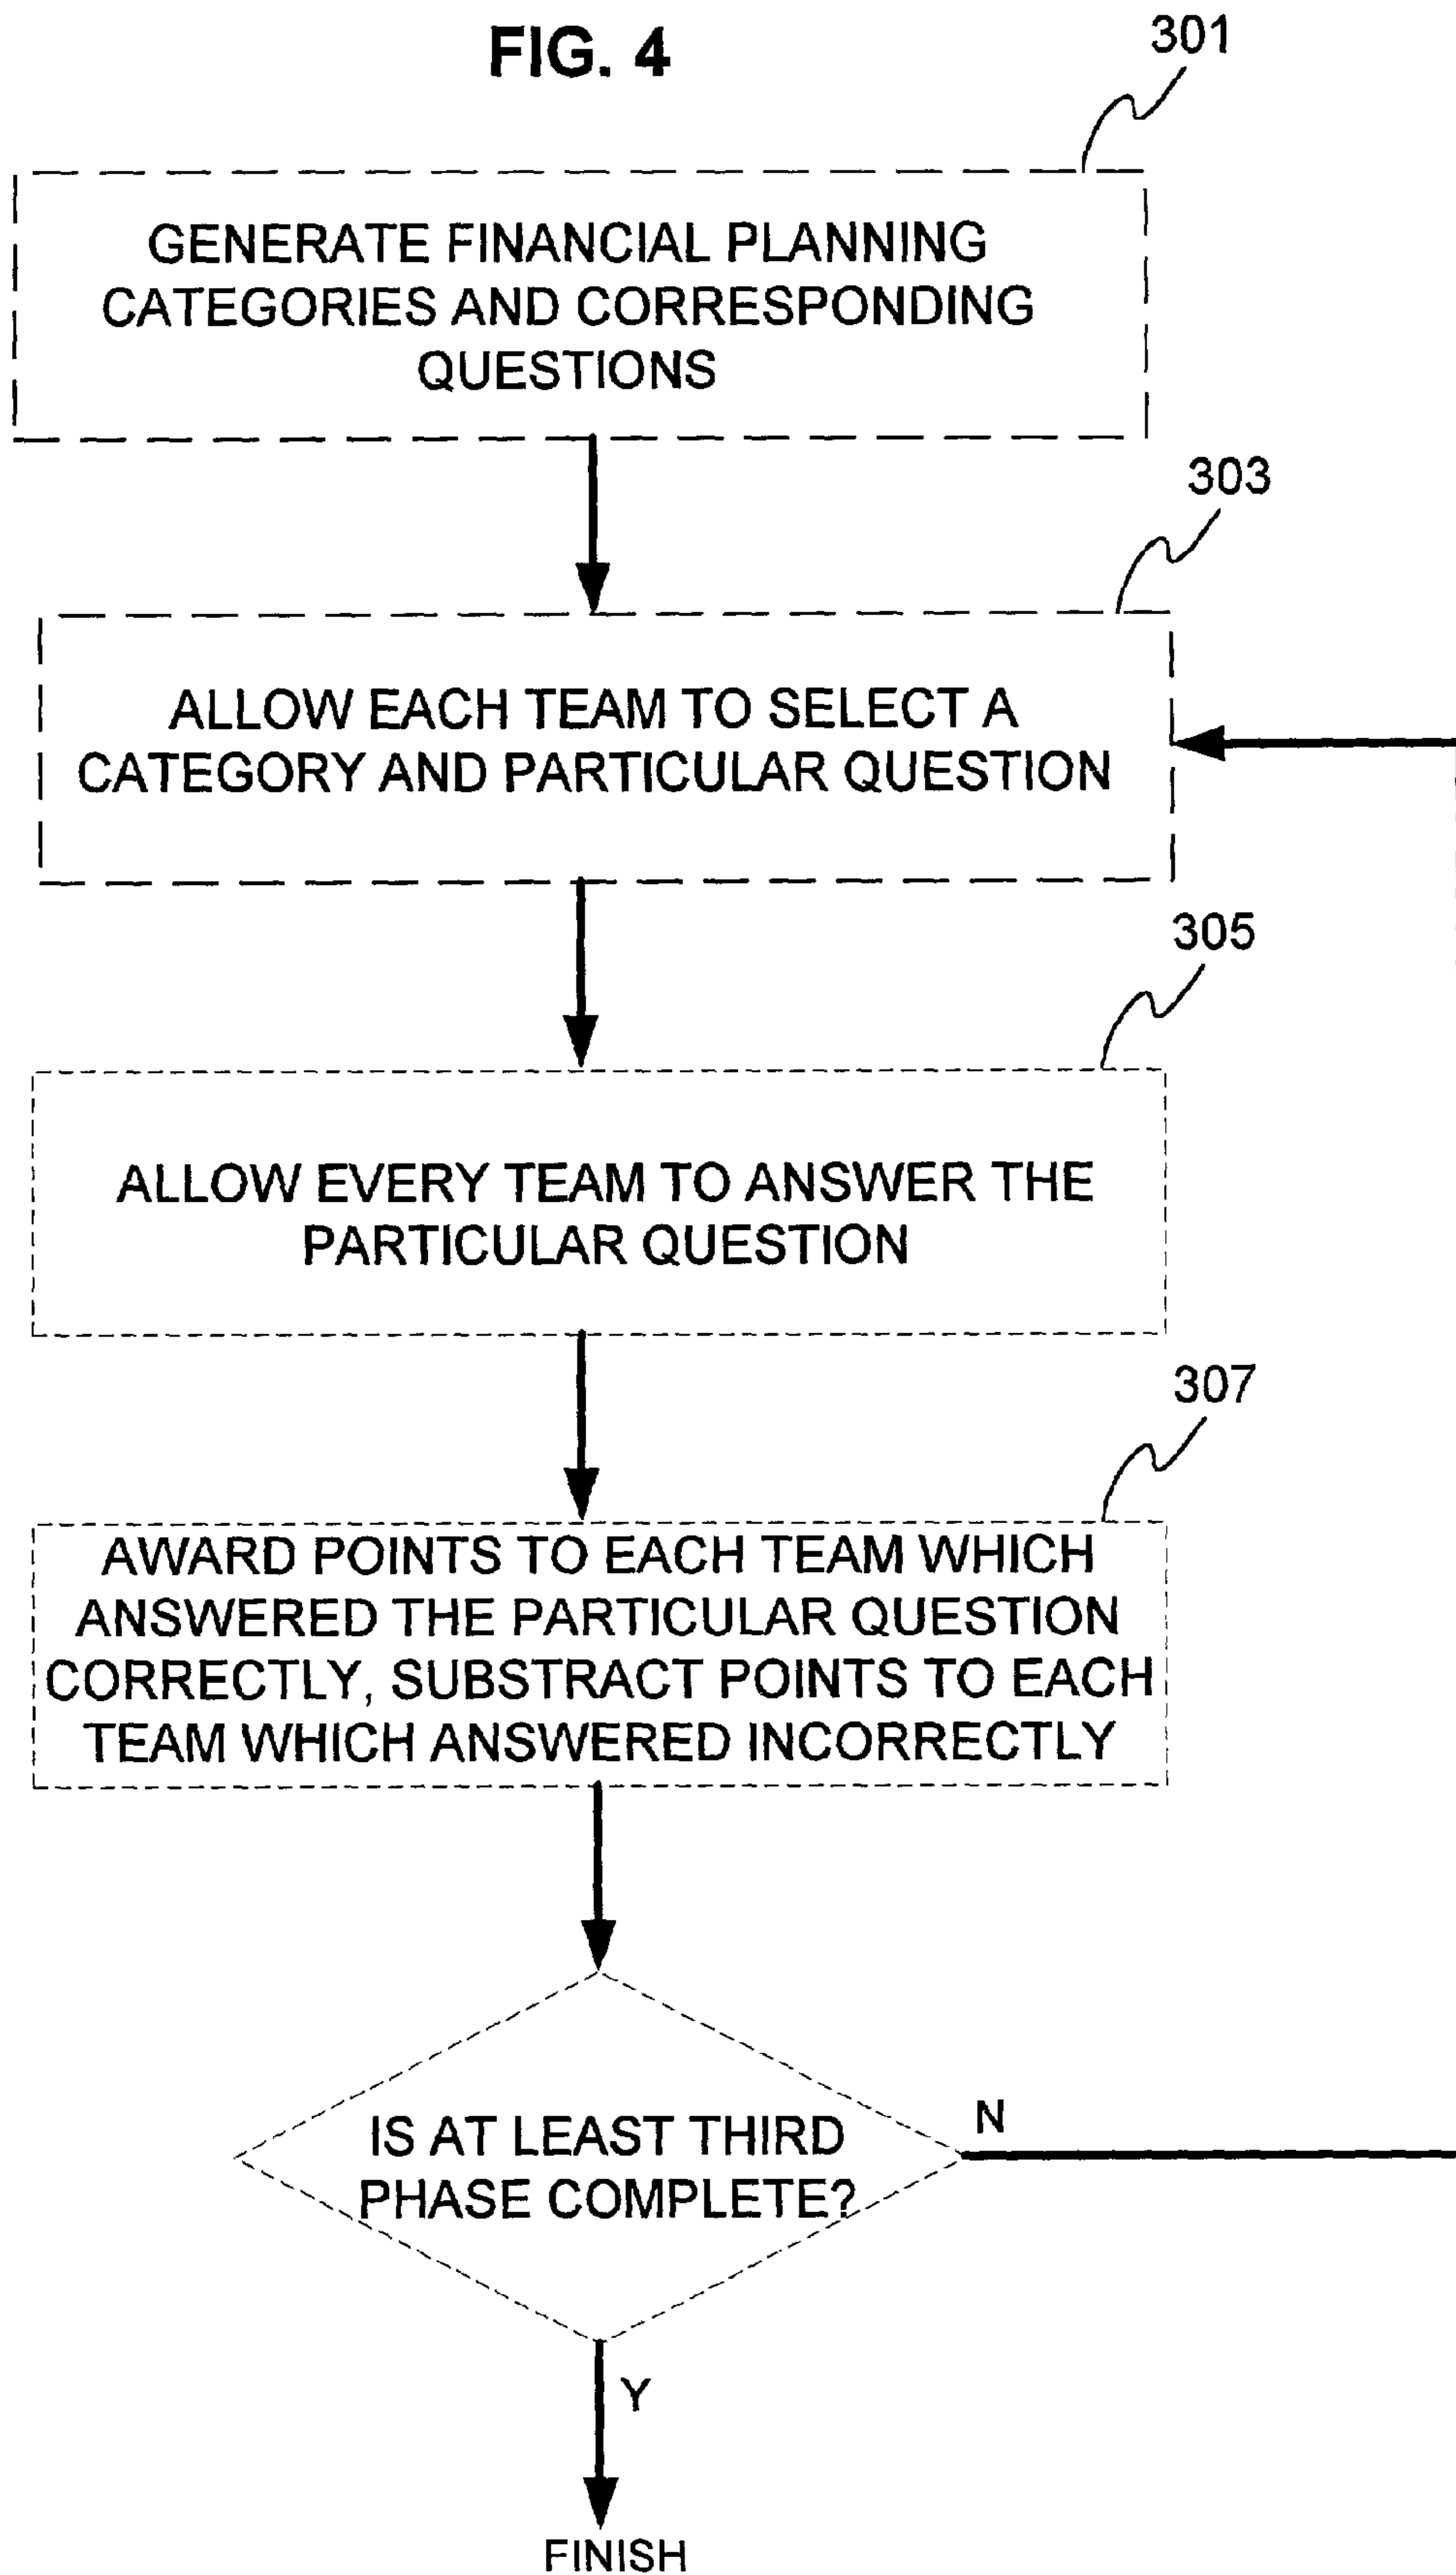 FIG. 4
301
GENERATE FINANCIAL PLANNING
CATEGORIES AND CORRESPONDING
QUESTIONS
303
ALLOW EACH TEAM TO SELECT A
CATEGORY AND PARTICULAR QUESTION
305
ALLOW EVERY TEAM TO ANSWER THE
PARTICULAR QUESTION
307
AWARD POINTS TO EACH TEAM WHICH
ANSWERED THE PARTICULAR QUESTION
CORRECTLY, SUBSTRACT POINTS TO EACH
TEAM WHICH ANSWERED INCORRECTLY
IS AT LEAST THIRD
PHASE COMPLETE?
N
Y
FINISH